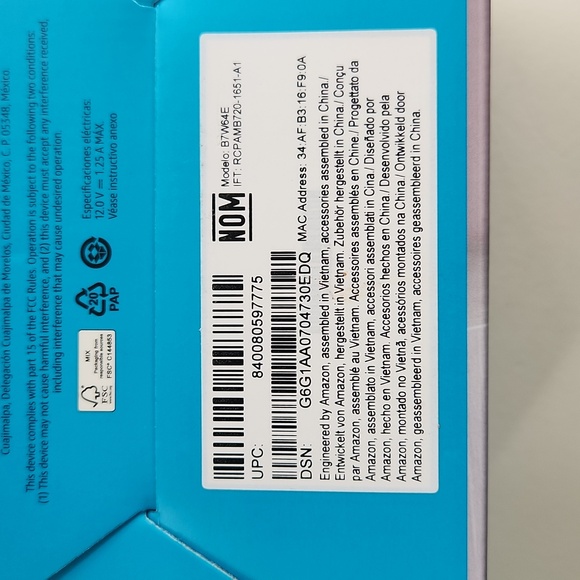 Cuajimalpa, Delegación Cuajimalpa de Morelos, Ciudad de México, C. P. 05348, México
This device complies with part 15 of the FCC Rules. Operation is subject to the following two conditions:
(1) This device may not cause harmful interference, and (2) this device must accept any interference received,
including interference that may cause undesired operation.
MIX
Packaging from
responsible sources
FSC® C144853
FSC
20
PAP
Especificaciones eléctricas:
12.0 V 1.25 A MÁX
Véase instructivo anexo
NOM
Modelo: B7W64E
IFT: RCPAMB720-1651-A1
UPC: 840080597775
DSN: G6G1AA0704730EDQ MAC Address: 34:AF:B3:16:F9:0A
Engineered by Amazon, assembled in Vietnam, accessories assembled in China./
Entwickelt von Amazon, hergestellt in Vietnam. Zubehör hergestellt in China./ Conçu
par Amazon, assemblé au Vietnam. Accessoires assemblés en Chine./ Progettato da
Amazon, assemblato in Vietnam, accessori assemblati in Cina./ Diseñado por
Amazon, hecho en Vietnam. Accesorios hechos en China./ Desenvolvido pela
Amazon, montado no Vietnã, acessórios montados na China./ Ontwikkeld door
Amazon, geassembleerd in Vietnam, accessoires geassembleerd in China.